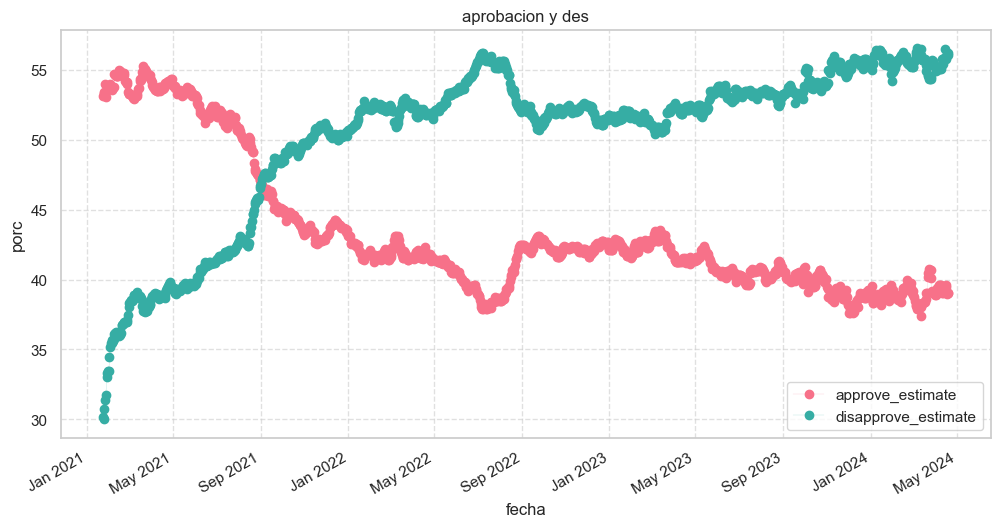 aprobacion y des
porc
55
50
45
40
35
30
Jan 2021
May 2021
Sep 2021
Jan 2022
May 2022
Sep 2022
Jan 2023
May 2023
Sep 2023
Jan 2024
May 2024
fecha
approve_estimate
disapprove_estimate